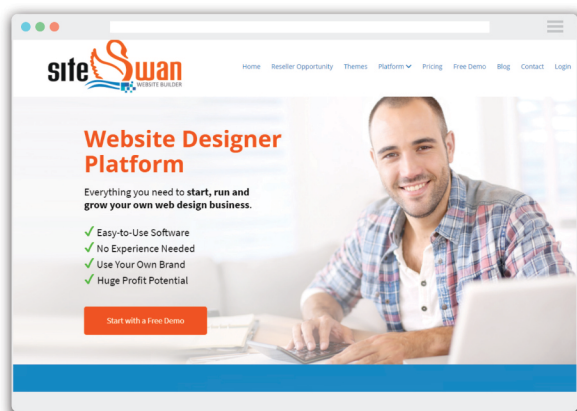 sıte Swan
WEBSITE BUILDER
Home Reseller Opportunity Themes Platform Pricing Free Demo Blog Contact Login
Website Designer
Platform
Everything you need to start, run and
grow your own web design business.
✓ Easy-to-Use Software
✓ No Experience Needed
✓ Use Your Own Brand
✓ Huge Profit Potential
Start with a Free Demo